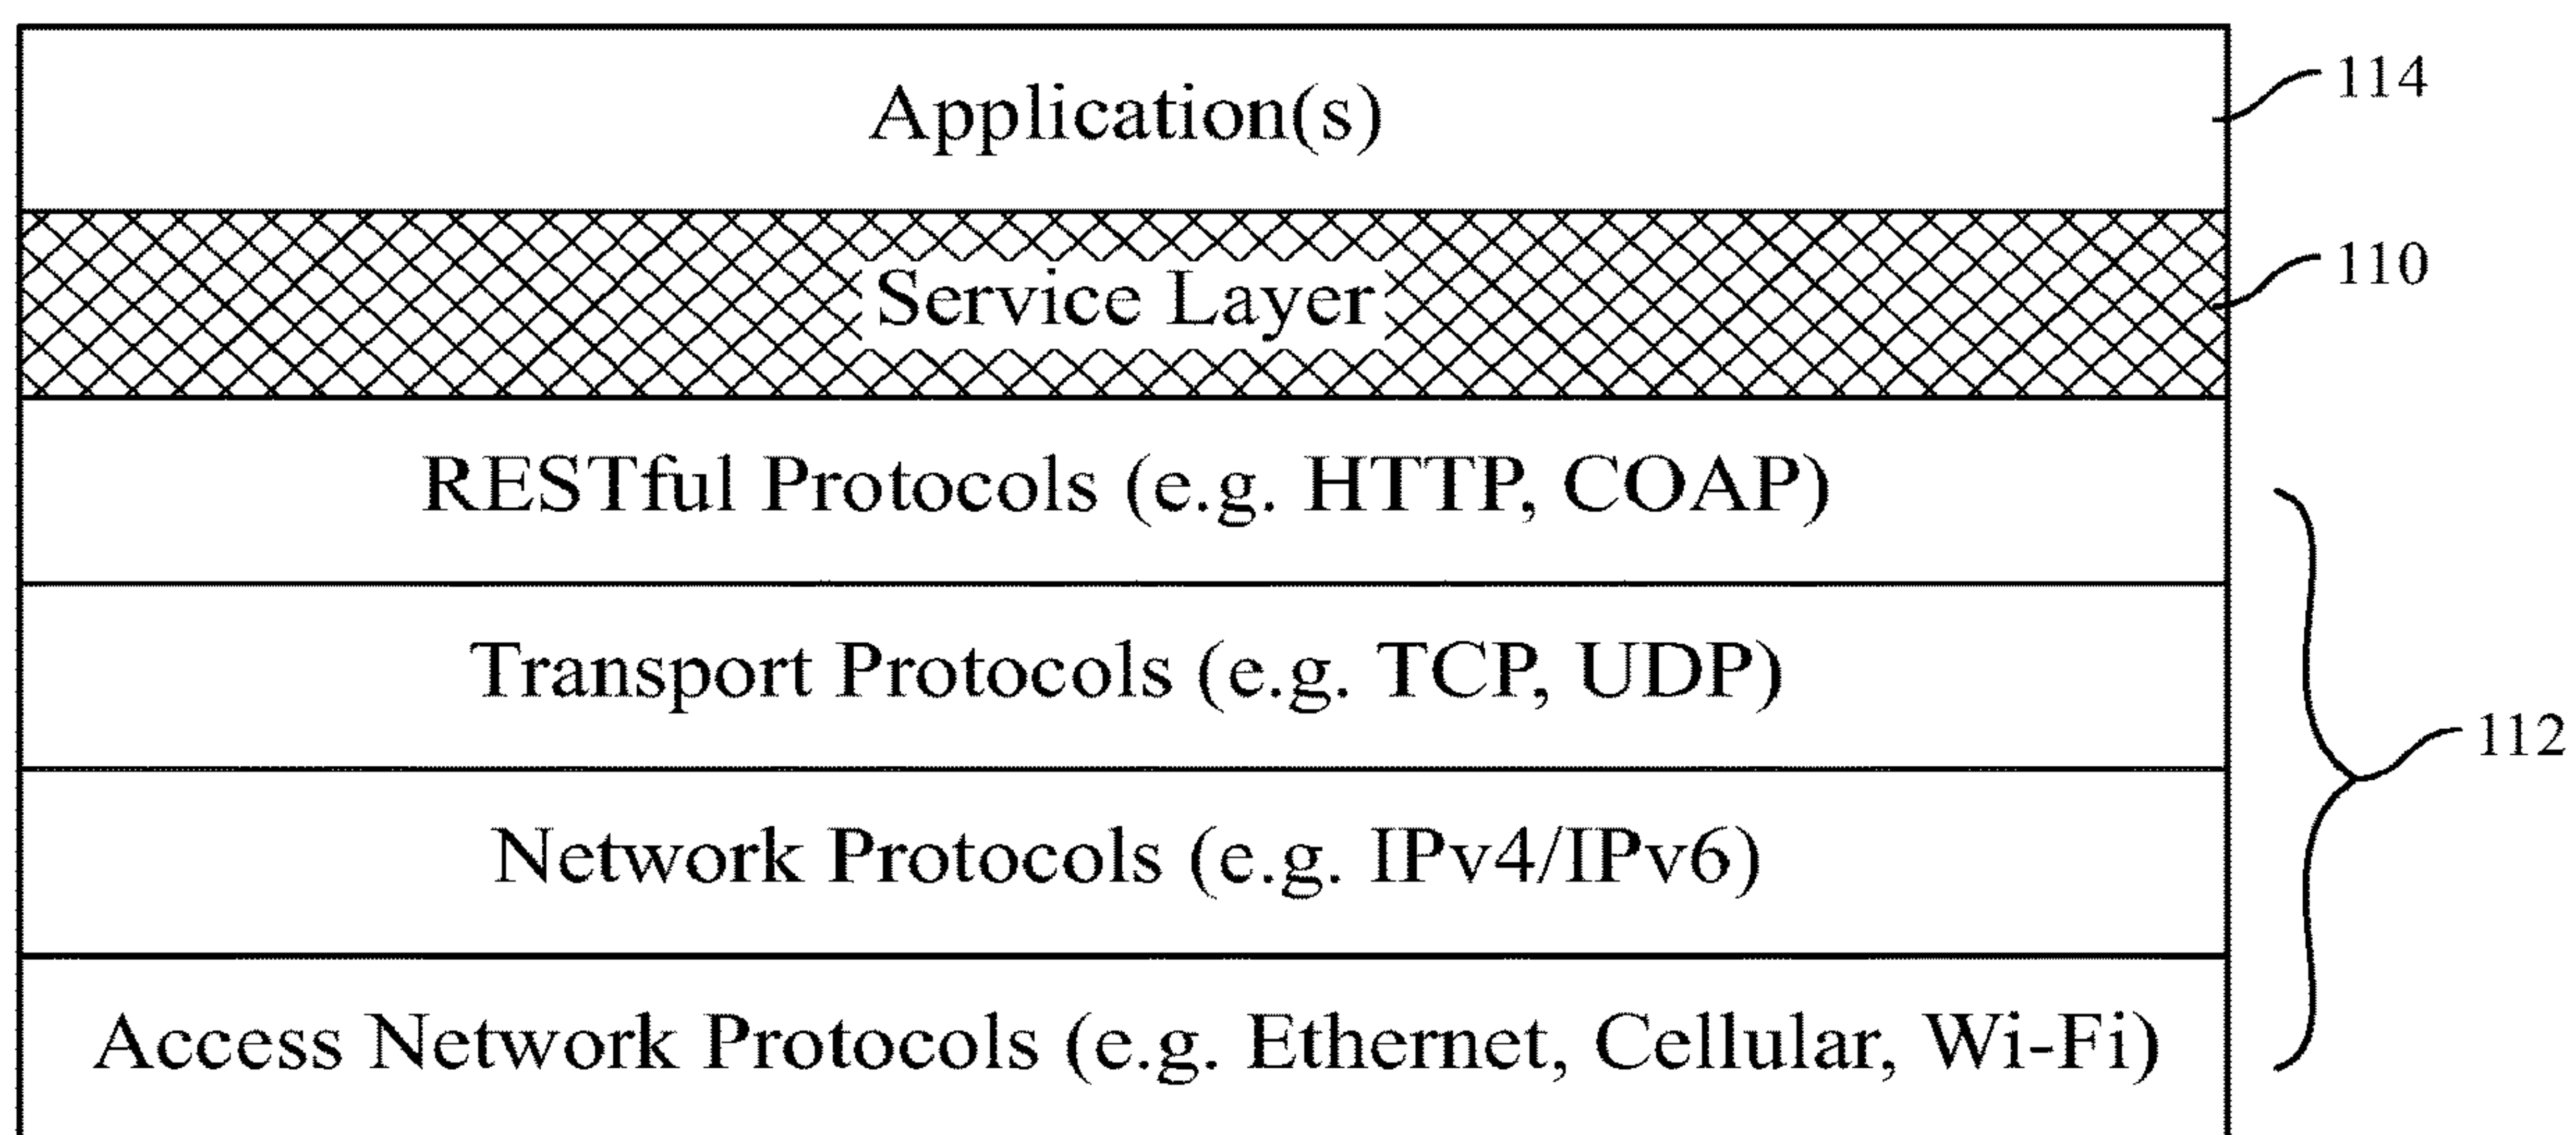 Application(s)
114
Service Layer
110
RESTful Protocols (e.g. HTTP, COAP)
Transport Protocols (e.g. TCP, UDP)
112
Network Protocols (e.g. IPv4/IPv6)
Access Network Protocols (e.g. Ethernet, Cellular, Wi-Fi)